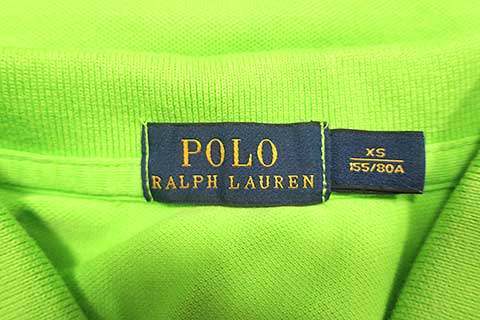 POLO
RALPH LAUREN
XS
155/80A